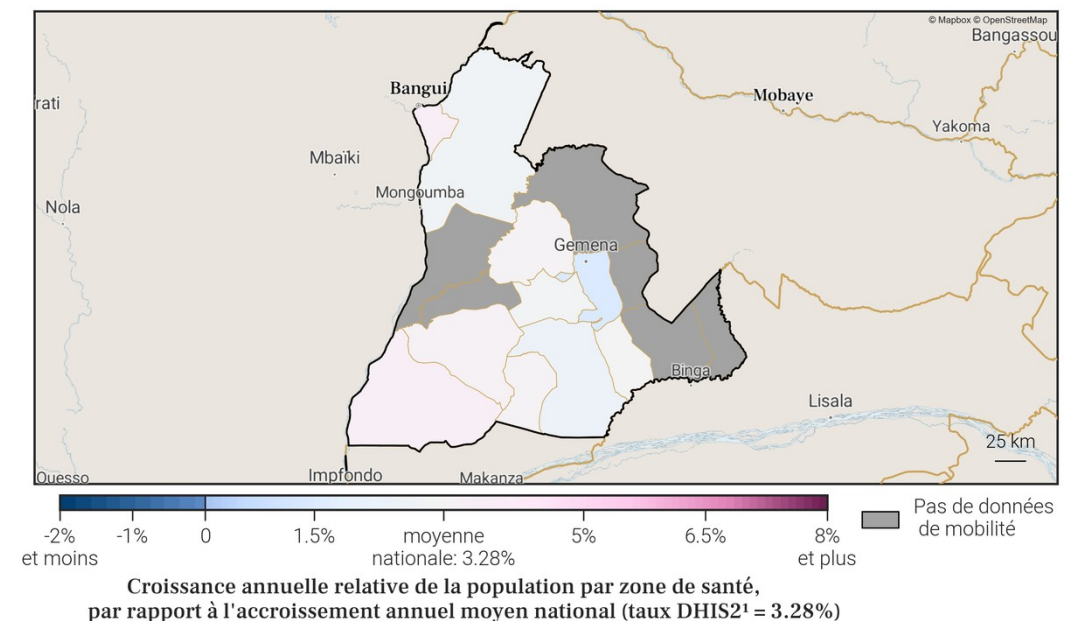 © Mapbox © OpenStreetMap
Bangassou
Bangui
Mobaye
rati
Yakoma
Mbaïki
Mongoumba
Nola
Gemena
Binga
Lisala
25 km
Ouesso
Impfondo
Makanza
-2%
et moins
-1%
0
1.5%
moyenne
nationale: 3.28%
5%
6.5%
8%
et plus
Pas de données
de mobilité
Croissance annuelle relative de la population par zone de santé,
par rapport à l'accroissement annuel moyen national (taux DHIS2¹ = 3.28%)